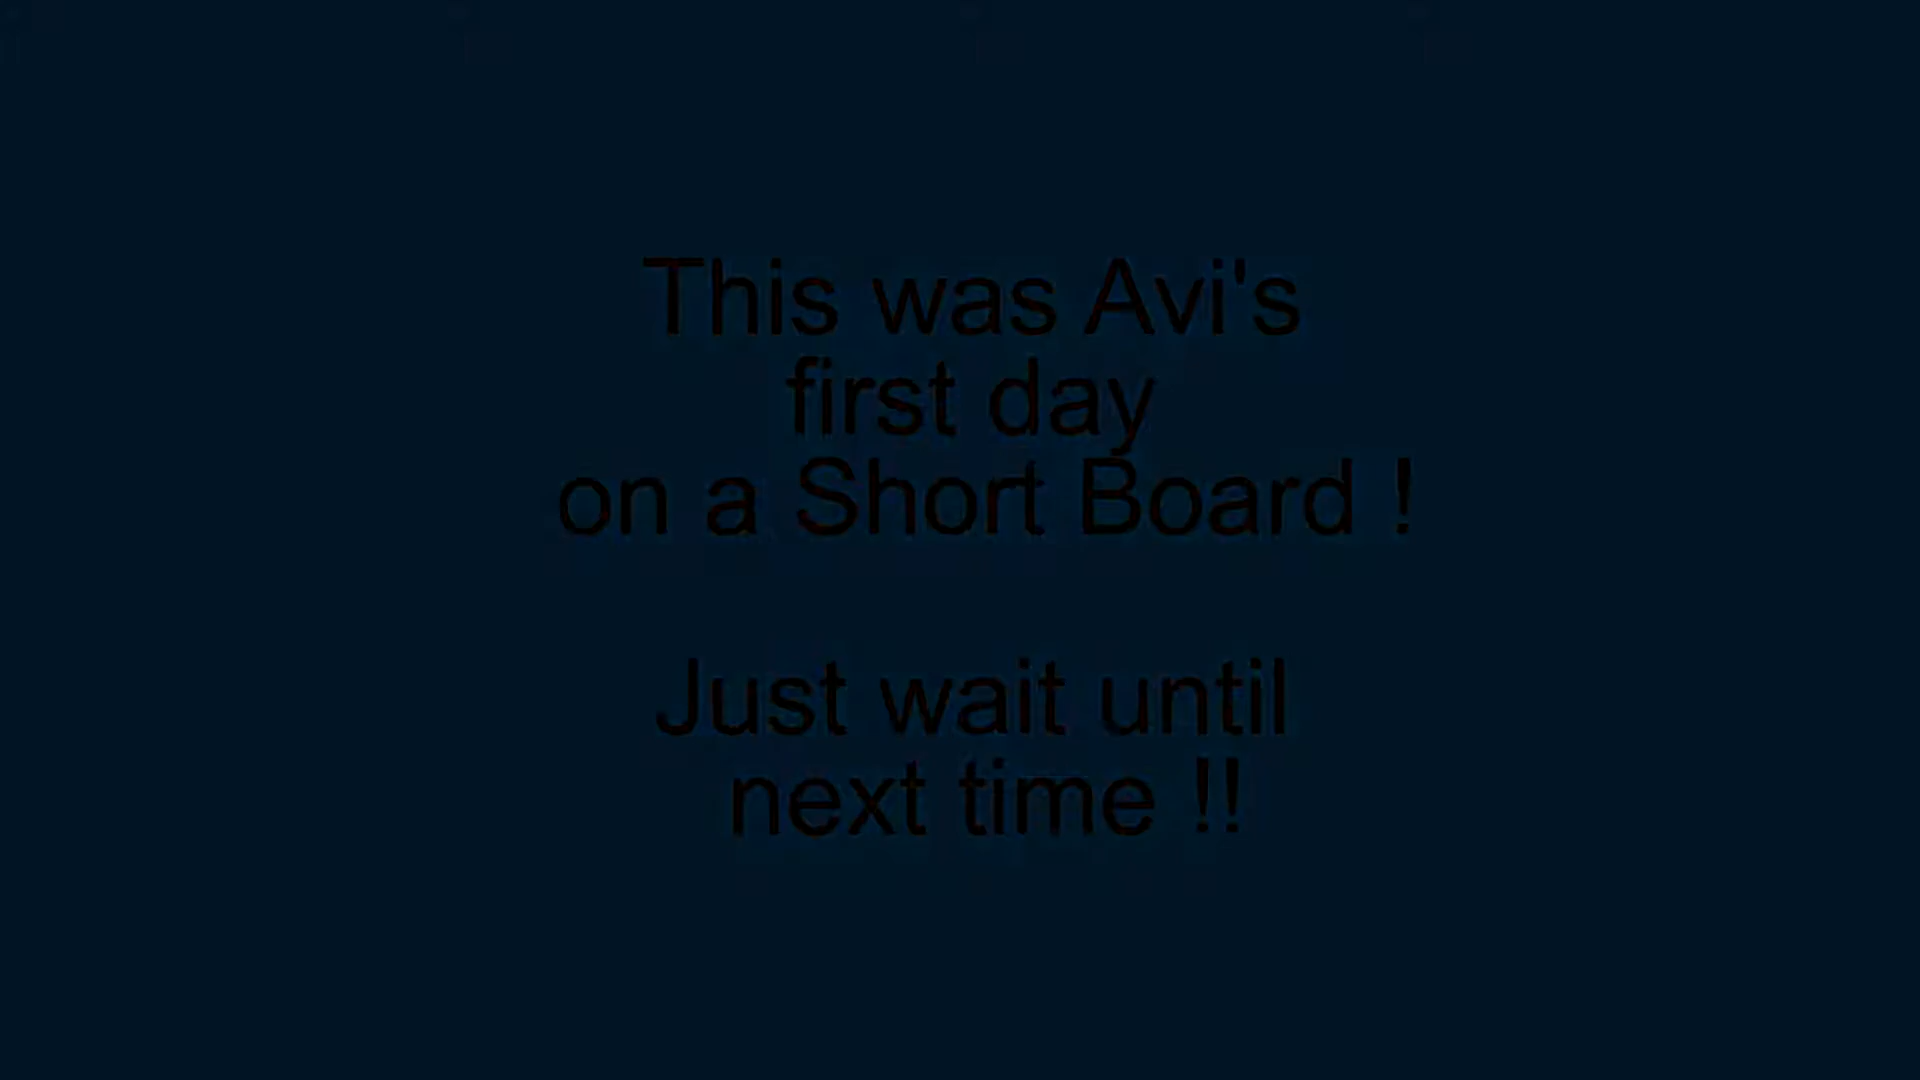 This was Avi's
first day
on a Short Board !
Just wait until
next time !!